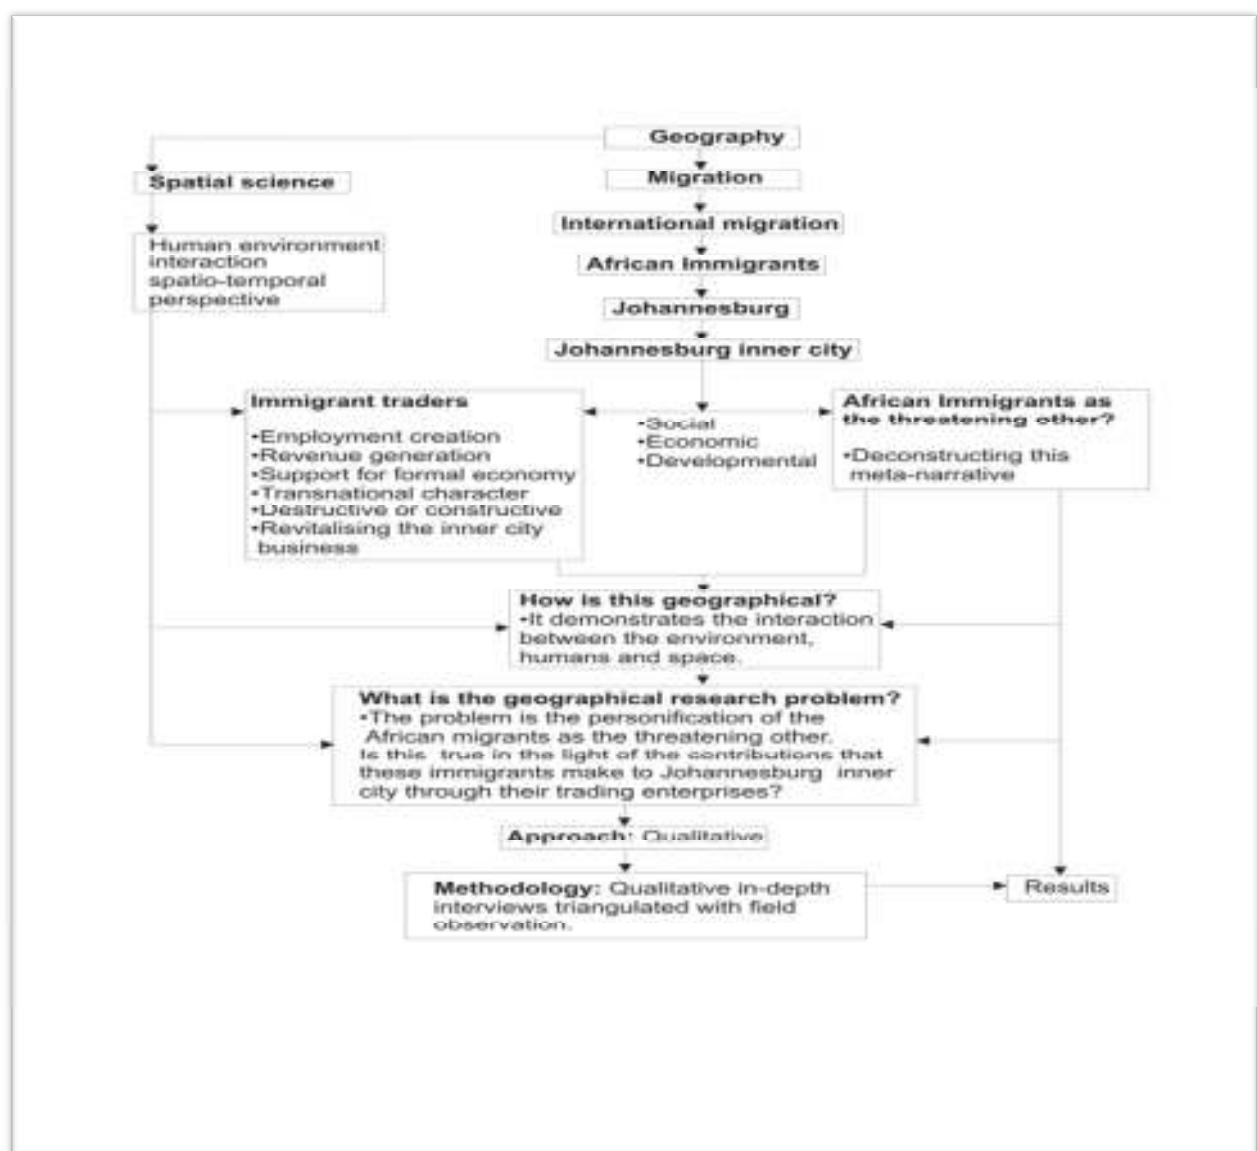 Geography
Spatial science
Migration
International migration
Human environment
interaction
spatio-temporal
perspective
African Immigrants
Johannesburg
Johannesburg inner city
Immigrant traders
•Employment creation
•Revenue generation
•Support for formal economy
•Transnational character
•Destructive or constructive
•Revitalising the inner city
business
•Social
•Economic
•Developmental
African Immigrants as
the threatening other?
•Deconstructing this
meta-narrative
How is this geographical?
•It demonstrates the interaction
between the environment,
humans and space.
What is the geographical research problem?
•The problem is the personification of the
African migrants as the threatening other.
Is this true in the light of the contributions that
these immigrants make to Johannesburg inner
city through their trading enterprises?
Approach: Qualitative
Methodology: Qualitative in-depth
interviews triangulated with field
observation.
Results